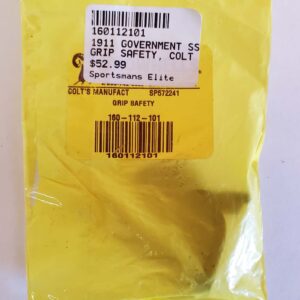 160112101
1911 GOVERNMENT SS
GRIP SAFETY, COLT
$52.99
Sportsmans Elite
COLT'S MANUFACT SP572241
GRIP SAFETY
160-112-101
160112101